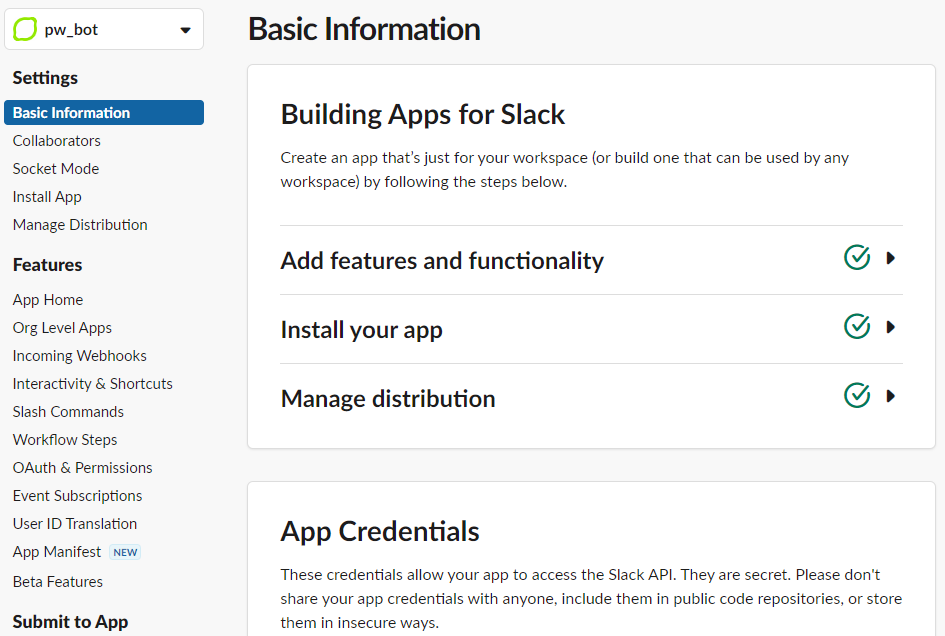 pw_bot
Settings
Basic Information
Collaborators
Socket Mode
Install App
Manage Distribution
Features
App Home
Org Level Apps
Incoming Webhooks
Interactivity & Shortcuts
Slash Commands
Workflow Steps
OAuth & Permissions
Event Subscriptions
User ID Translation
App Manifest NEW
Beta Features
Submit to App
Basic Information
Building Apps for Slack
Create an app that’s just for your workspace (or build one that can be used by any
workspace) by following the steps below.
Add features and functionality
Install your app
Manage distribution
App Credentials
These credentials allow your app to access the Slack API. They are secret. Please don't
share your app credentials with anyone, include them in public code repositories, or store
them in insecure ways.